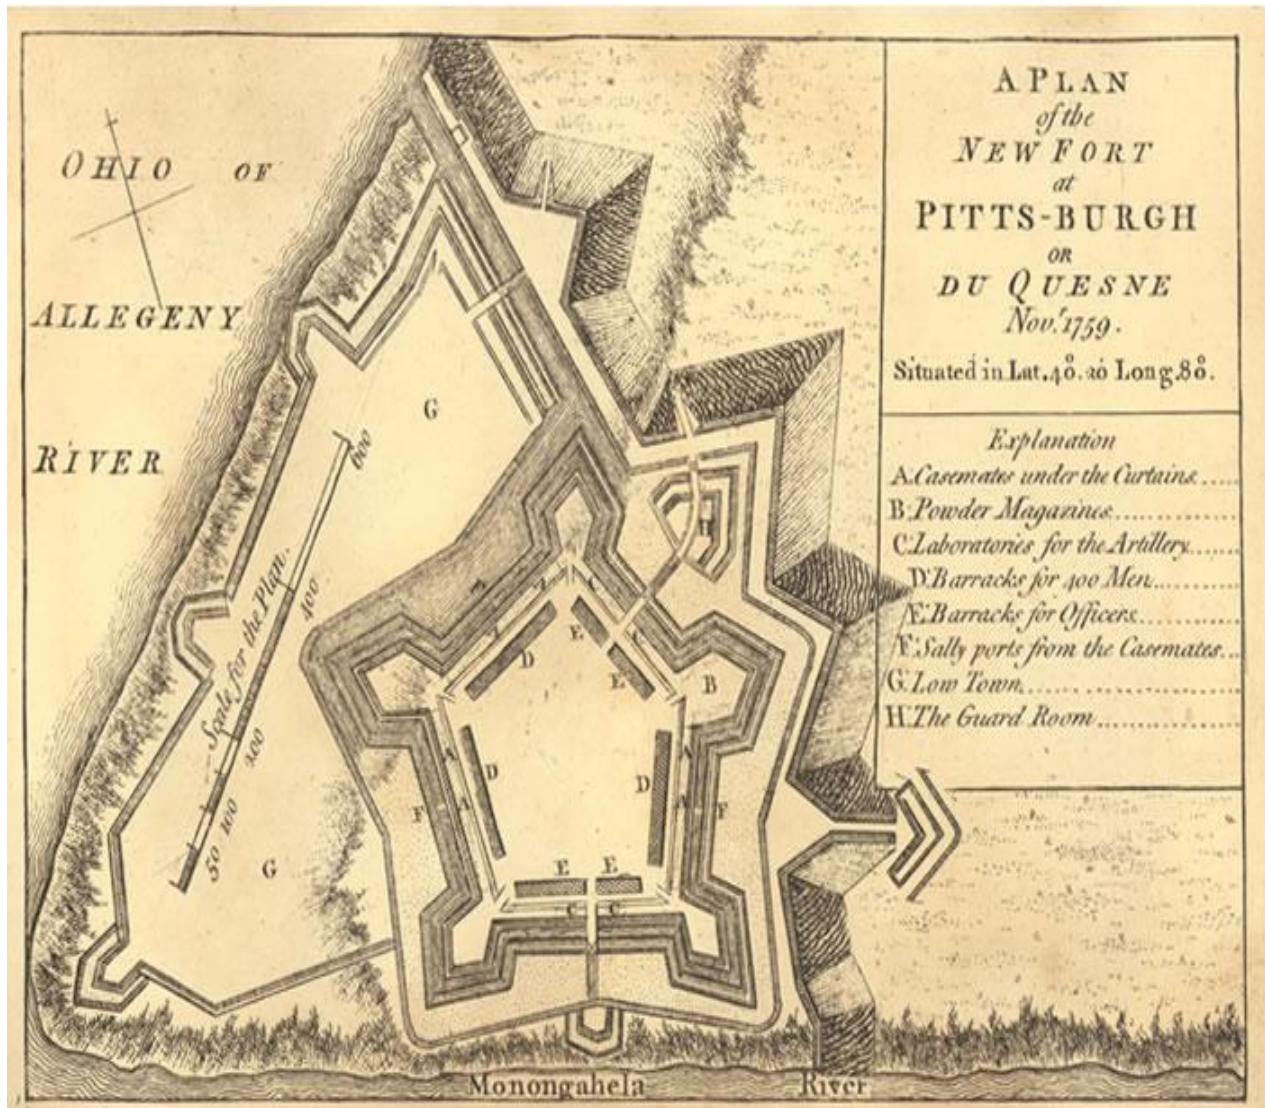 A PLAN
of the
NEW FORT
at
PITTS-BURGH
OR
DU QUESNE
Novr. 1759.
Situated in Lat. 40. 26 Long. 80.
Explanation
A. Casemates under the Curtains.....
B. Powder Magazines.............
C. Laboratories for the Artillery.......
D. Barracks for 400 Men.........
E. Barracks for Officers...........
F. Sally ports from the Casemates...
G. Low Town......................
H. The Guard Room..............
OHIO OF
ALLEGENY
RIVER
Scale for the Plan.
50
100
200
400
600
G
G
H
B
C
C
E
E
D
D
D
A
A
A
A
F
F
E E
C C
Monongahela River